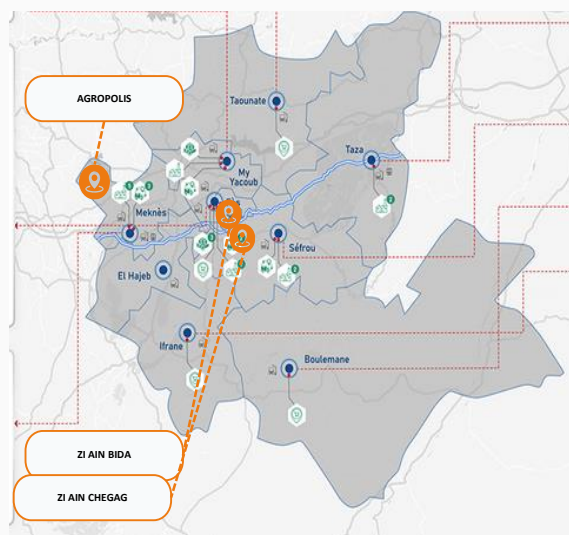 AGROPOLIS
Taounate
Taza
My
Yacoub
Meknès
Séfrou
El Hajeb
Ifrane
Boulemane
ZI AIN BIDA
ZI AIN CHEGAG